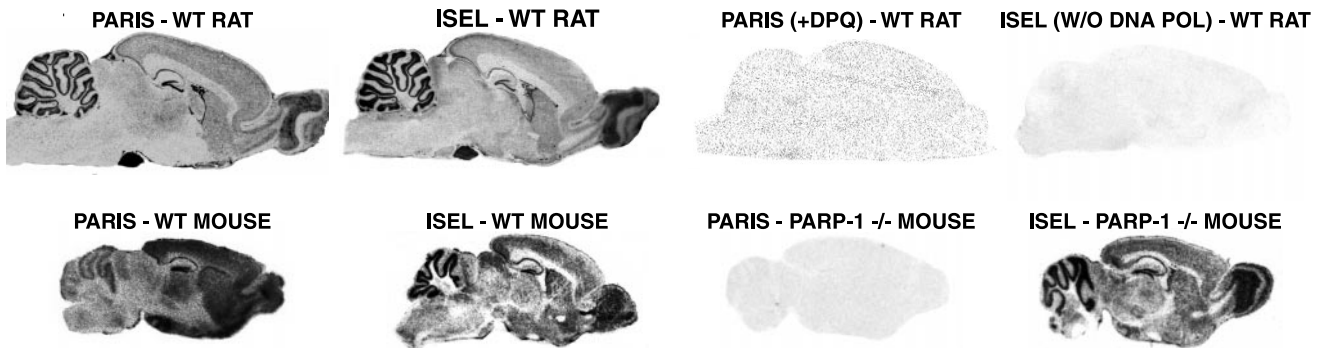 PARIS - WT RAT
ISEL - WT RAT
PARIS (+DPQ) - WT RAT
ISEL (W/O DNA POL) - WT RAT
PARIS - WT MOUSE
ISEL - WT MOUSE
PARIS - PARP-1 -/- MOUSE
ISEL - PARP-1 -/- MOUSE